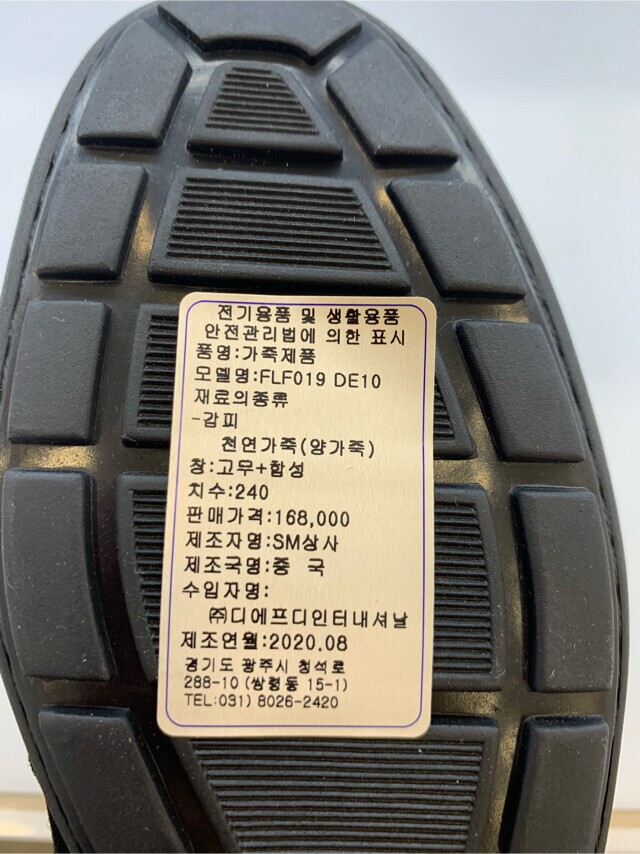 전기용품 및 생활용품
안전관리법에 의한 표시
품명:가죽제품
모델명:FLF019 DE10
재료의종류
-갑피
천연가죽(양가죽)
창:고무+합성
치수:240
판매가격:168,000
제조자명:SM상사
제조국명:중 국
수입자명:
㈜디에프디인터내셔날
제조연월:2020.08
경기도 광주시 청석로
288-10 (쌍령동 15-1)
TEL:031) 8026-2420